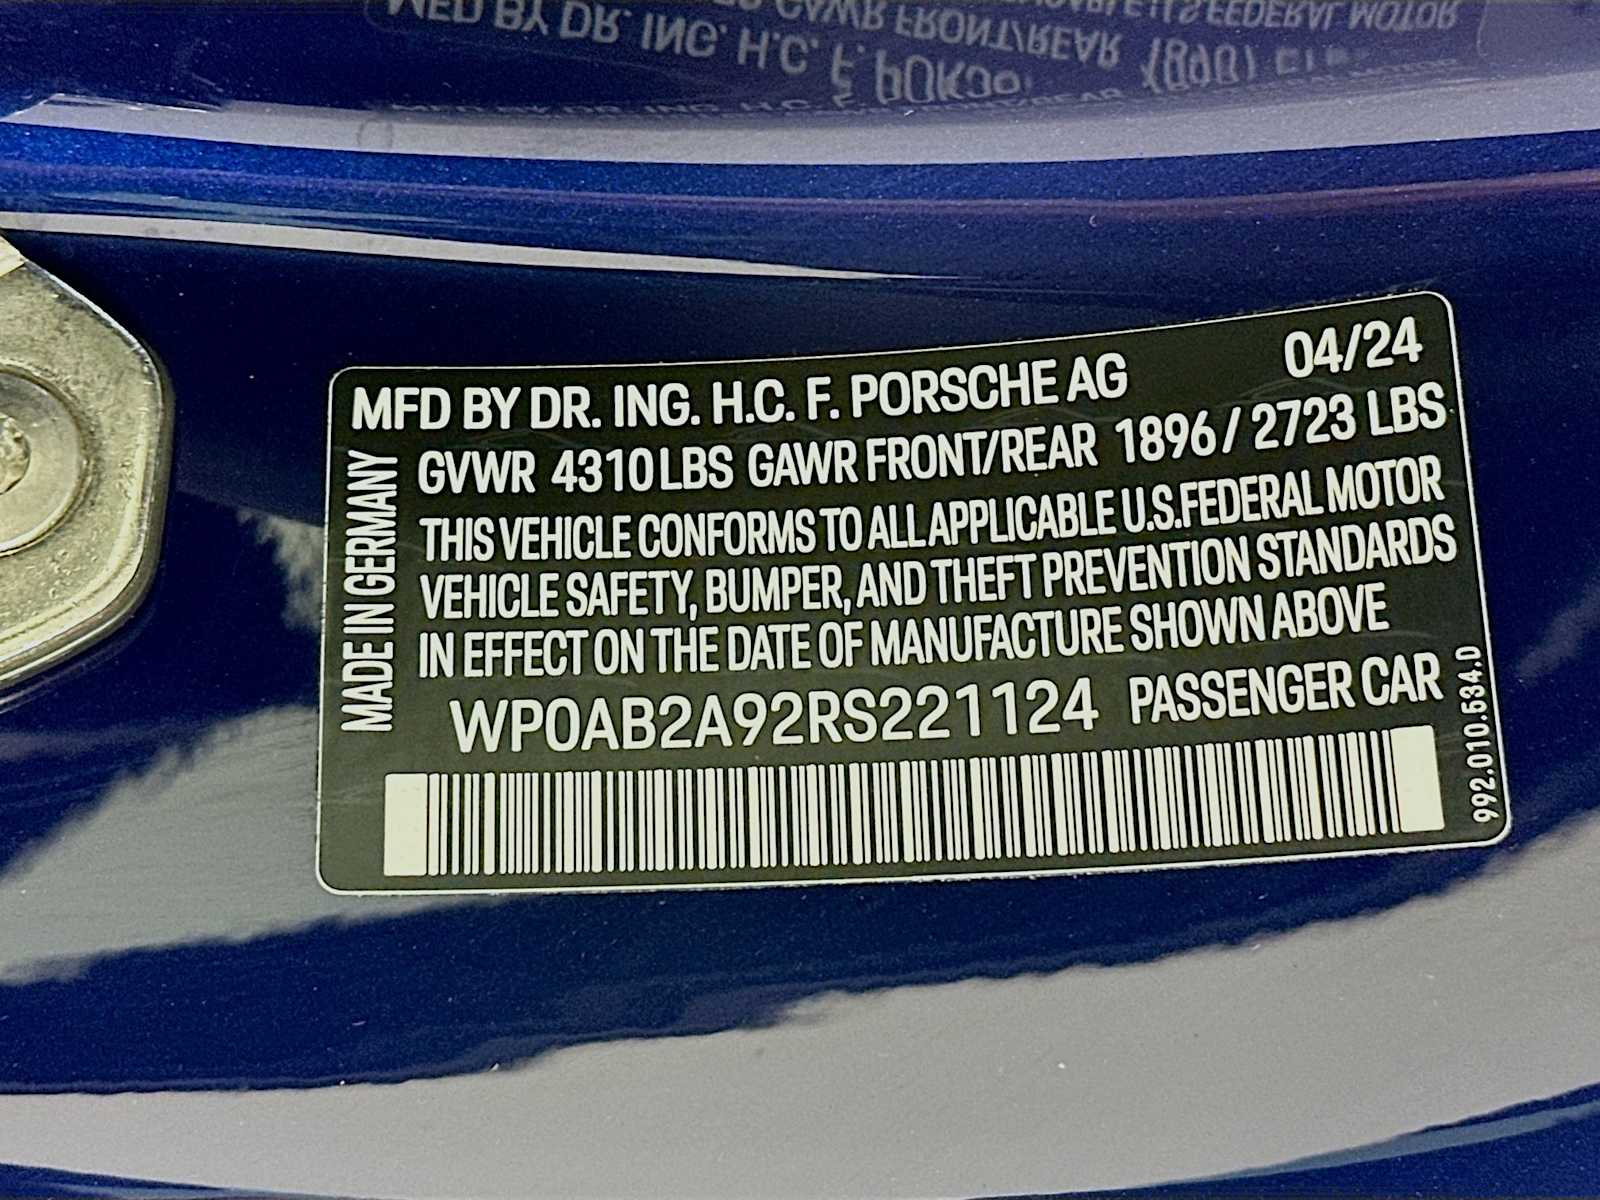 MFD BY DR. ING. H.C. F. PORSCHE AG 04/24
GVWR 4310 LBS GAWR FRONT/REAR 1896 / 2723 LBS
THIS VEHICLE CONFORMS TO ALL APPLICABLE U.S.FEDERAL MOTOR
VEHICLE SAFETY, BUMPER, AND THEFT PREVENTION STANDARDS
IN EFFECT ON THE DATE OF MANUFACTURE SHOWN ABOVE
WP0AB2A92RS221124 PASSENGER CAR
MADE IN GERMANY
992.010.534.D